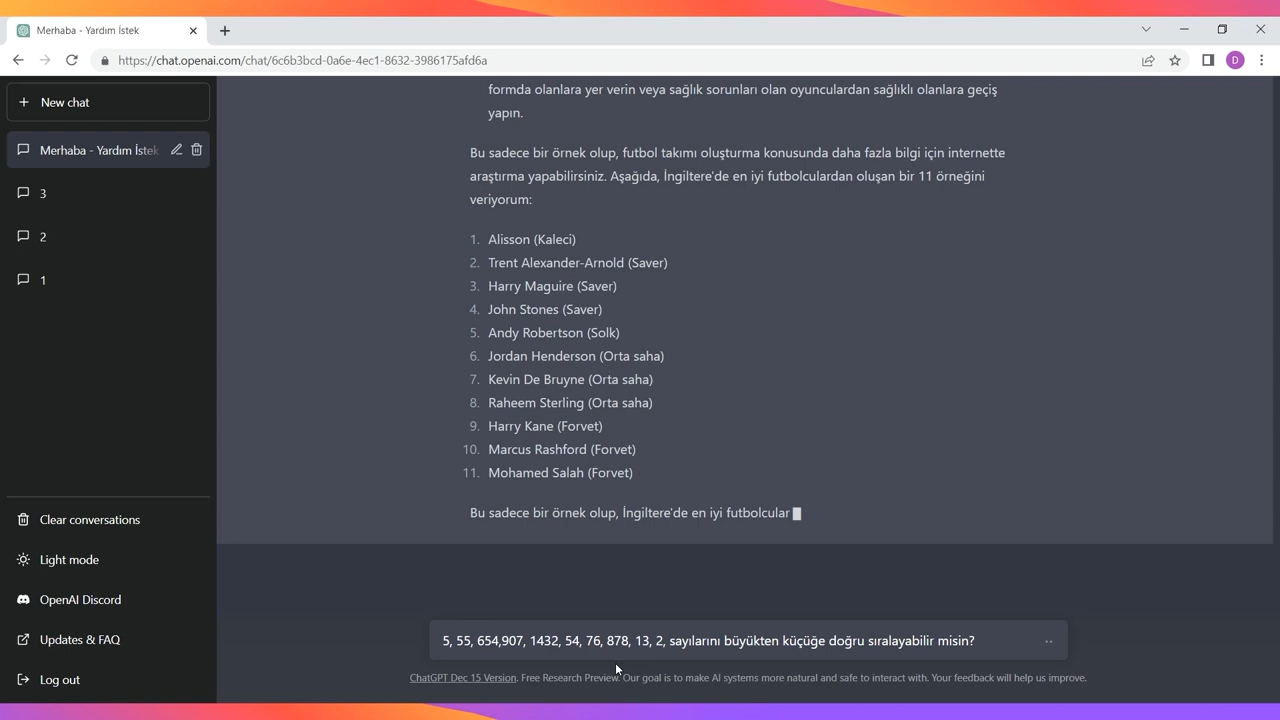 Merhaba - Yardım İstek
https://chat.openai.com/chat/6c6b3bcd-0a6e-4ec1-8632-3986175afd6a
D
New chat
Merhaba - Yardım İstek
3
2
1
Clear conversations
Light mode
OpenAI Discord
Updates & FAQ
Log out
formda olanlara yer verin veya sağlık sorunları olan oyunculardan sağlıklı olanlara geçiş
yapın.
Bu sadece bir örnek olup, futbol takımı oluşturma konusunda daha fazla bilgi için internette
araştırma yapabilirsiniz. Aşağıda, İngiltere'de en iyi futbolculardan oluşan bir 11 örneğini
veriyorum:
1. Alisson (Kaleci)
2. Trent Alexander-Arnold (Saver)
3. Harry Maguire (Saver)
4. John Stones (Saver)
5. Andy Robertson (Solk)
6. Jordan Henderson (Orta saha)
7. Kevin De Bruyne (Orta saha)
8. Raheem Sterling (Orta saha)
9. Harry Kane (Forvet)
10. Marcus Rashford (Forvet)
11. Mohamed Salah (Forvet)
Bu sadece bir örnek olup, İngiltere'de en iyi futbolcular
5, 55, 654,907, 1432, 54, 76, 878, 13, 2, sayılarını büyükten küçüğe doğru sıralayabilir misin?
ChatGPT Dec 15 Version. Free Research Preview. Our goal is to make AI systems more natural and safe to interact with. Your feedback will help us improve.